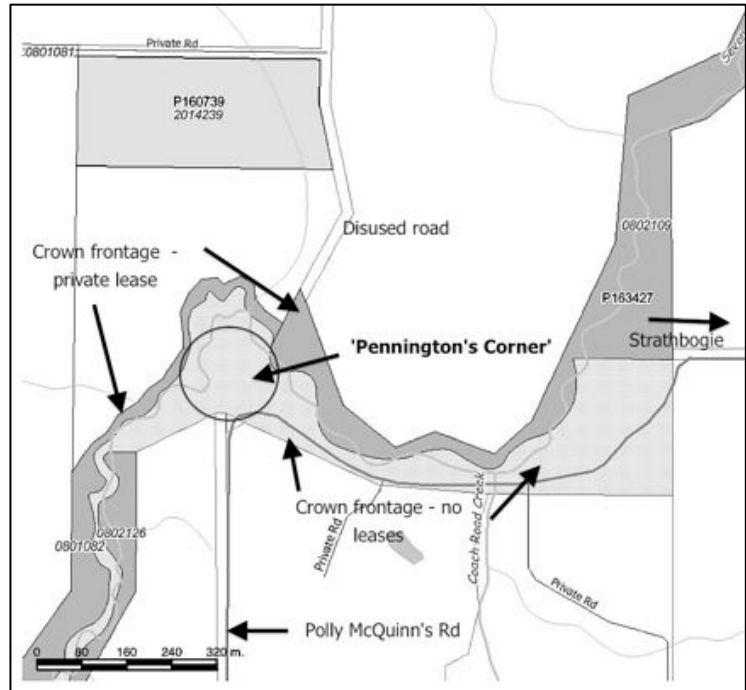 Private Rd
0801081
Sevon
P160739
2014239
Disused road
0802109
Crown frontage -
private lease
P163427
Strathbogie
'Pennington's Corner'
Crown frontage - no
leases
Coach Road Creek
Private Rd
Private Rd
0802126
0801082
Polly McQuinn's Rd
0 80 160 240 320 m.